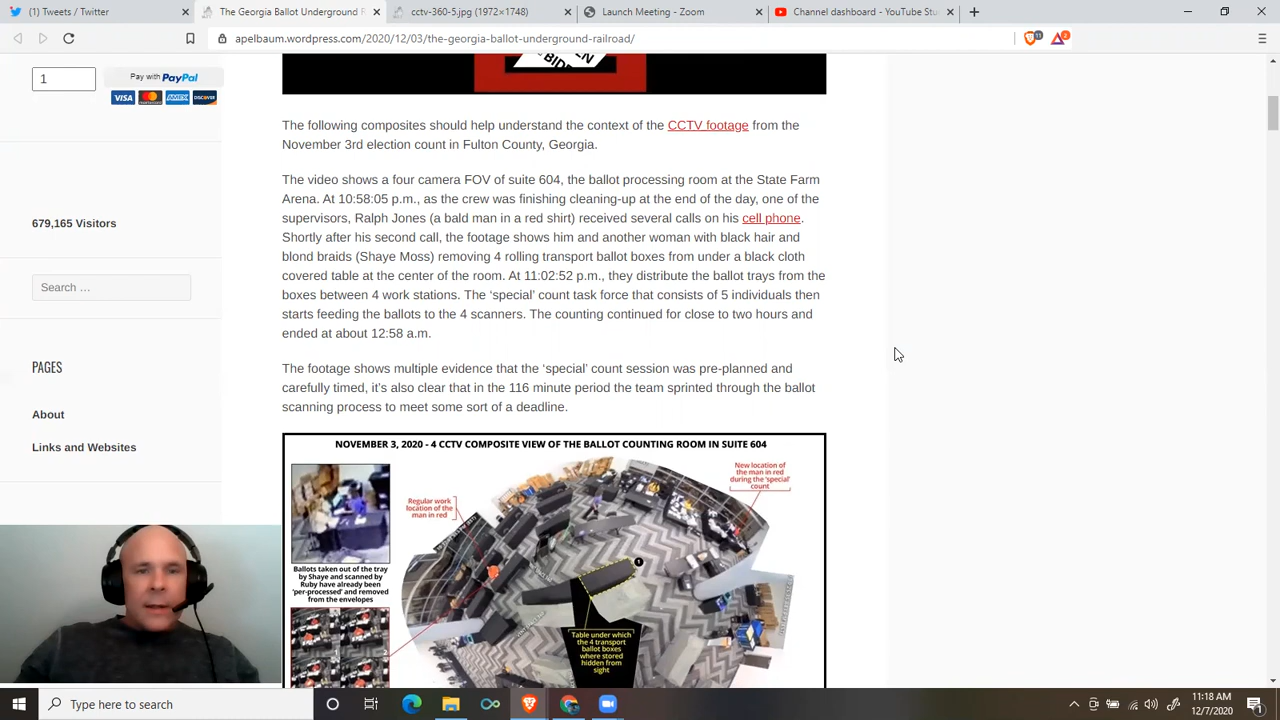 (1) Tweets / Twitter
The Georgia Ballot Underground R
cctv-360-5.jpg (1972×1748)
Launch Meeting - Zoom
Channel dashboard - YouTube Stu
apelbaum.wordpress.com/2020/12/03/the-georgia-ballot-underground-railroad/
11
2
1
Pay with PayPal
VISA
AMEX
DISCOVER
BIDE
The following composites should help understand the context of the CCTV footage from the
November 3rd election count in Fulton County, Georgia.
The video shows a four camera FOV of suite 604, the ballot processing room at the State Farm
Arena. At 10:58:05 p.m., as the crew was finishing cleaning-up at the end of the day, one of the
supervisors, Ralph Jones (a bald man in a red shirt) received several calls on his cell phone.
Shortly after his second call, the footage shows him and another woman with black hair and
blond braids (Shaye Moss) removing 4 rolling transport ballot boxes from under a black cloth
covered table at the center of the room. At 11:02:52 p.m., they distribute the ballot trays from the
boxes between 4 work stations. The ‘special’ count task force that consists of 5 individuals then
starts feeding the ballots to the 4 scanners. The counting continued for close to two hours and
ended at about 12:58 a.m.
The footage shows multiple evidence that the ‘special’ count session was pre-planned and
carefully timed, it’s also clear that in the 116 minute period the team sprinted through the ballot
scanning process to meet some sort of a deadline.
679,165 Visitors
Search …
PAGES
About
Links and Websites
NOVEMBER 3, 2020 - 4 CCTV COMPOSITE VIEW OF THE BALLOT COUNTING ROOM IN SUITE 604
Regular work
location of the
man in red
New location of
the man in red
during the ‘special’
count
Ballots taken out of the tray
by Shaye and scanned by
Ruby have already been
‘per-processed’ and removed
from the envelopes
1
2
1
Table under which
the 4 transport
ballot boxes
where stored
hidden from
sight
Type here to search
11:18 AM
12/7/2020